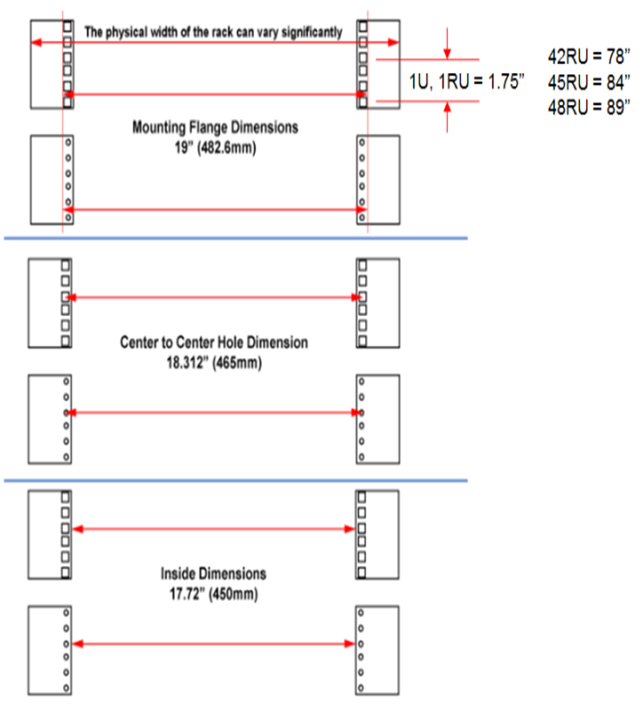 The physical width of the rack can vary significantly
1U, 1RU = 1.75”
42RU = 78”
45RU = 84”
48RU = 89”
Mounting Flange Dimensions
19” (482.6mm)
Center to Center Hole Dimension
18.312” (465mm)
Inside Dimensions
17.72” (450mm)